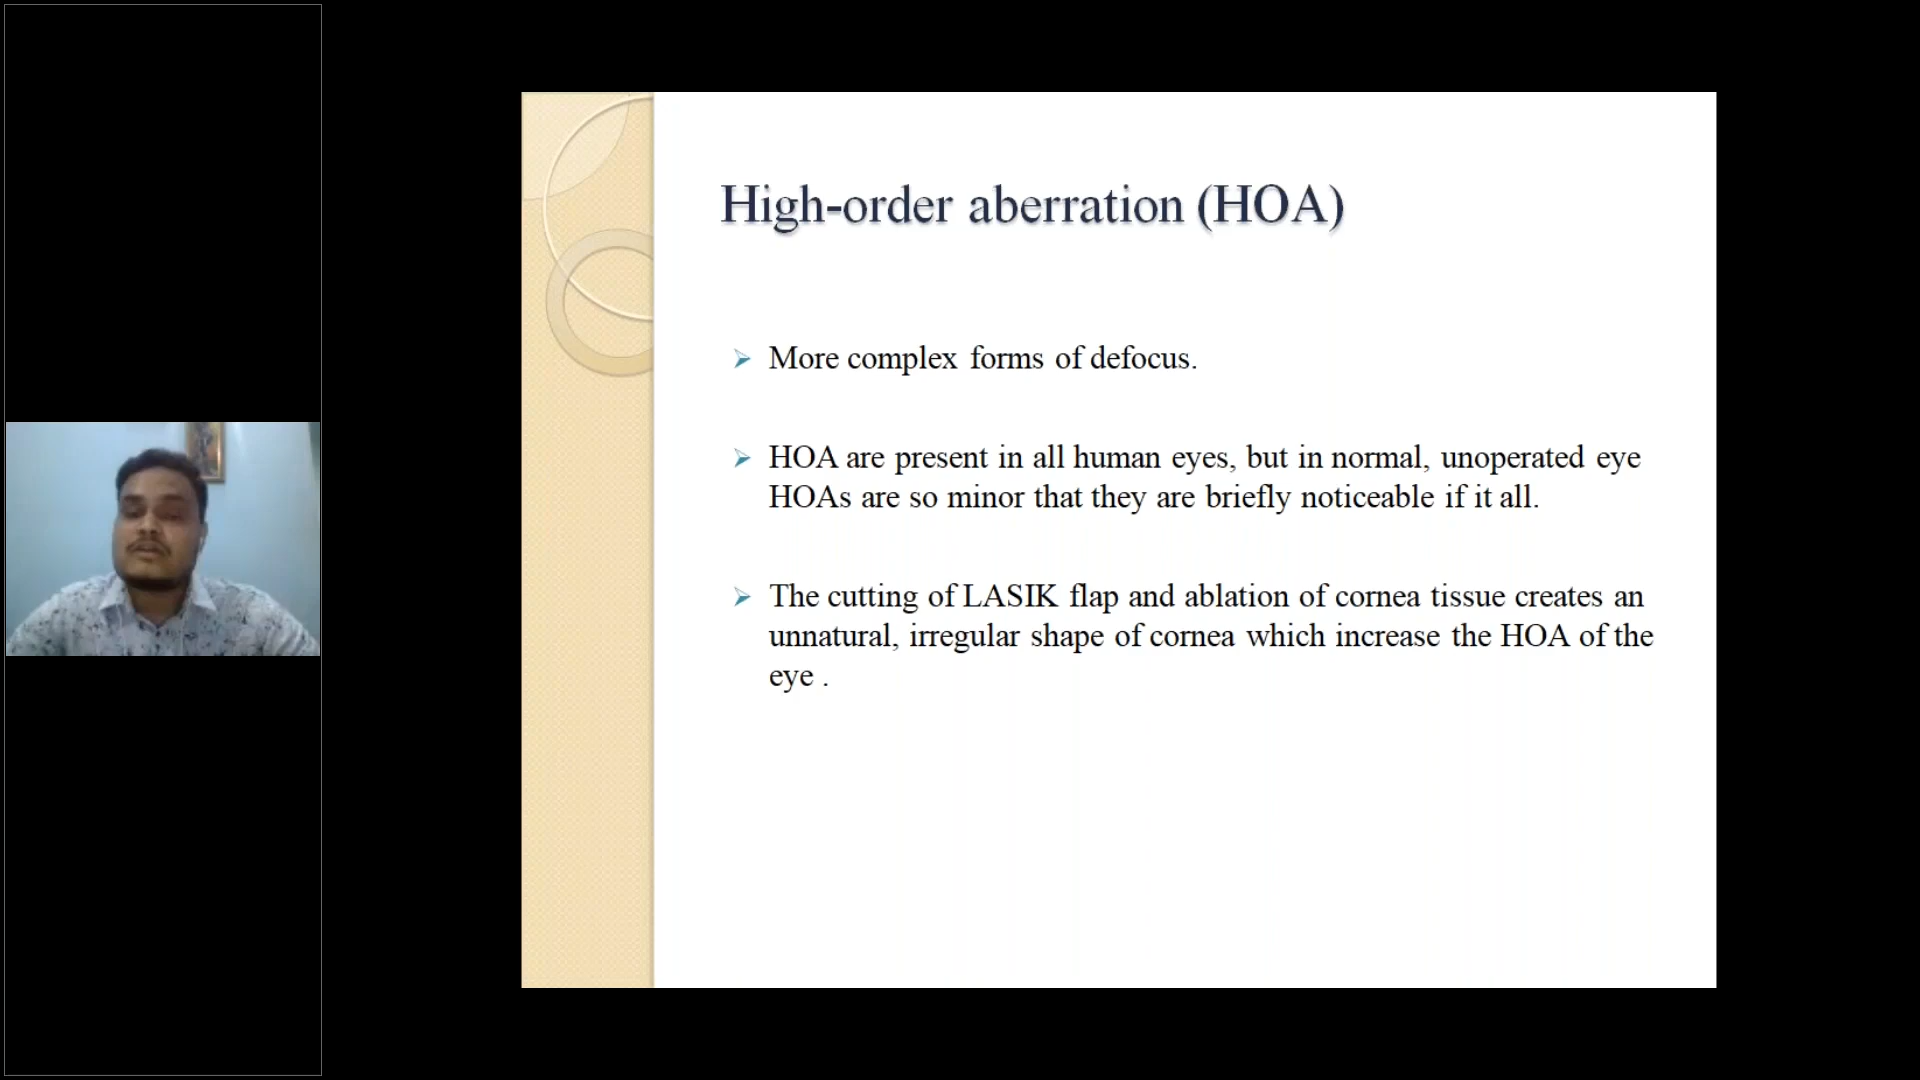 High-order aberration (HOA)
More complex forms of defocus.
HOA are present in all human eyes, but in normal, unoperated eye
HOAs are so minor that they are briefly noticeable if it all.
The cutting of LASIK flap and ablation of cornea tissue creates an
unnatural, irregular shape of cornea which increase the HOA of the
eye .